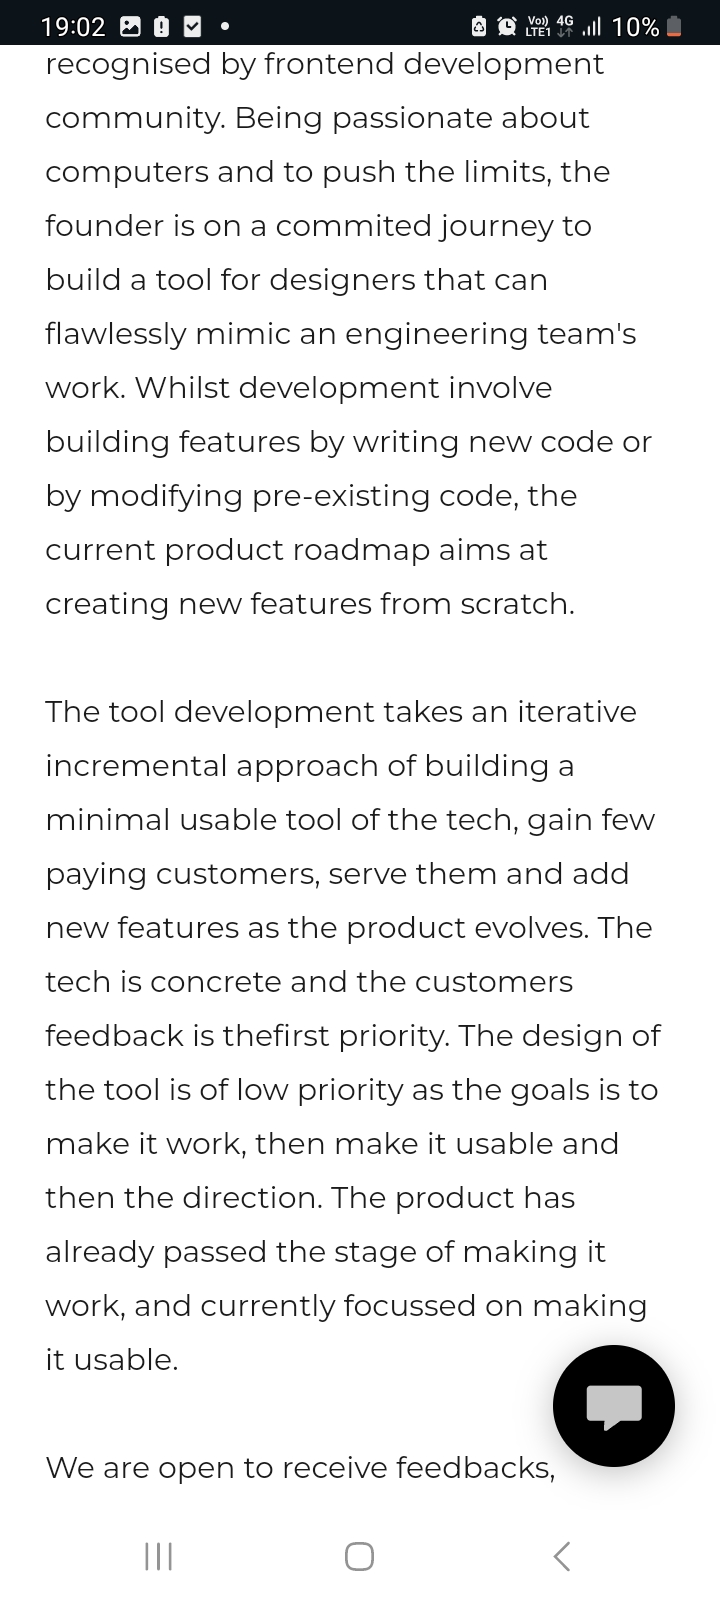 19:02
Vo)) LTE1 4G 10%
recognised by frontend development
community. Being passionate about
computers and to push the limits, the
founder is on a commited journey to
build a tool for designers that can
flawlessly mimic an engineering team's
work. Whilst development involve
building features by writing new code or
by modifying pre-existing code, the
current product roadmap aims at
creating new features from scratch.
The tool development takes an iterative
incremental approach of building a
minimal usable tool of the tech, gain few
paying customers, serve them and add
new features as the product evolves. The
tech is concrete and the customers
feedback is thefirst priority. The design of
the tool is of low priority as the goals is to
make it work, then make it usable and
then the direction. The product has
already passed the stage of making it
work, and currently focussed on making
it usable.
We are open to receive feedbacks,